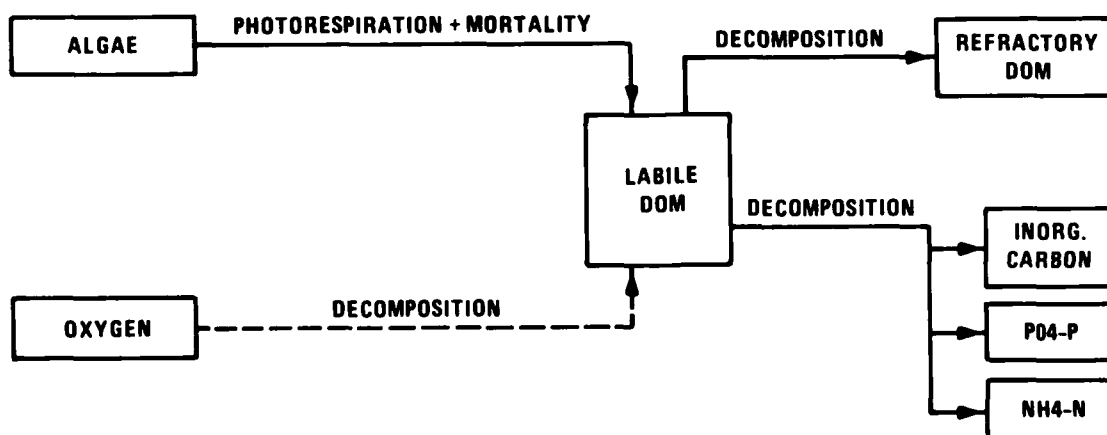 ALGAE
PHOTORESPIRATION + MORTALITY
DECOMPOSITION
REFRACTORY
DOM
LABILE
DOM
DECOMPOSITION
INORG.
CARBON
OXYGEN
DECOMPOSITION
P04-P
NH4-N